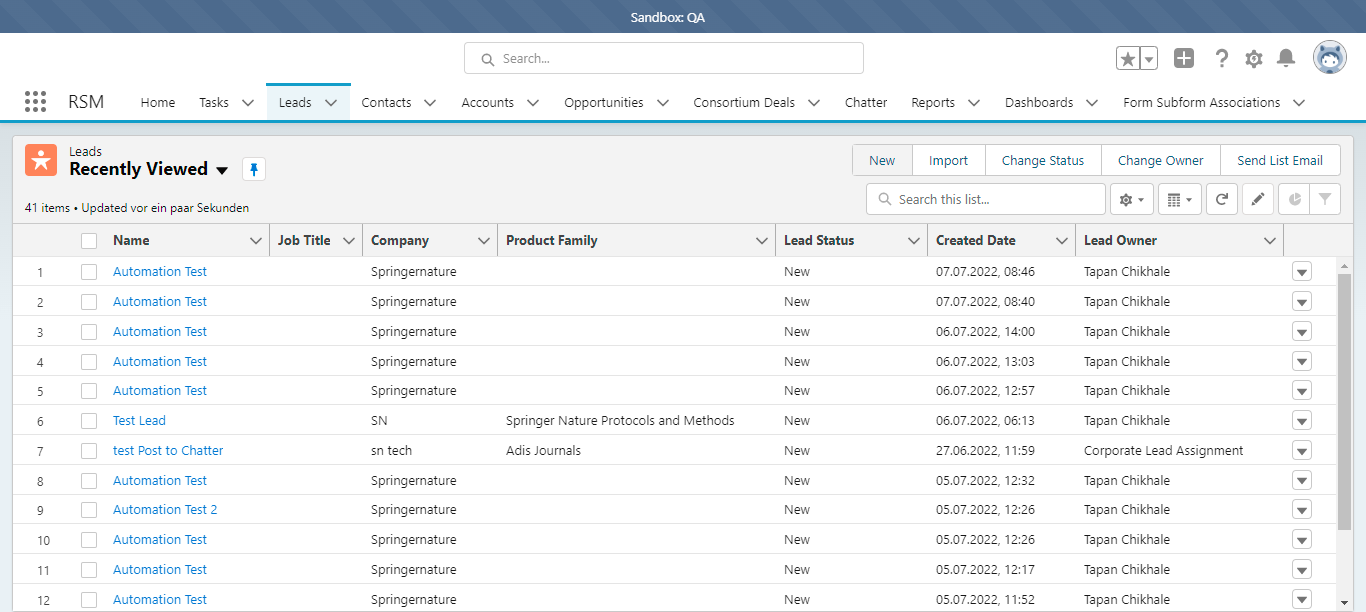 Sandbox: QA
Search...
RSM Home Tasks Leads Contacts Accounts Opportunities Consortium Deals Chatter Reports Dashboards Form Subform Associations
Leads
Recently Viewed
New Import Change Status Change Owner Send List Email
41 items • Updated vor ein paar Sekunden
Search this list...
Name Job Title Company Product Family Lead Status Created Date Lead Owner
1 Automation Test Springernature New 07.07.2022, 08:46 Tapan Chikhale
2 Automation Test Springernature New 07.07.2022, 08:40 Tapan Chikhale
3 Automation Test Springernature New 06.07.2022, 14:00 Tapan Chikhale
4 Automation Test Springernature New 06.07.2022, 13:03 Tapan Chikhale
5 Automation Test Springernature New 06.07.2022, 12:57 Tapan Chikhale
6 Test Lead SN Springer Nature Protocols and Methods New 06.07.2022, 06:13 Tapan Chikhale
7 test Post to Chatter sn tech Adis Journals New 27.06.2022, 11:59 Corporate Lead Assignment
8 Automation Test Springernature New 05.07.2022, 12:32 Tapan Chikhale
9 Automation Test 2 Springernature New 05.07.2022, 12:26 Tapan Chikhale
10 Automation Test Springernature New 05.07.2022, 12:26 Tapan Chikhale
11 Automation Test Springernature New 05.07.2022, 12:17 Tapan Chikhale
12 Automation Test Springernature New 05.07.2022, 11:52 Tapan Chikhale